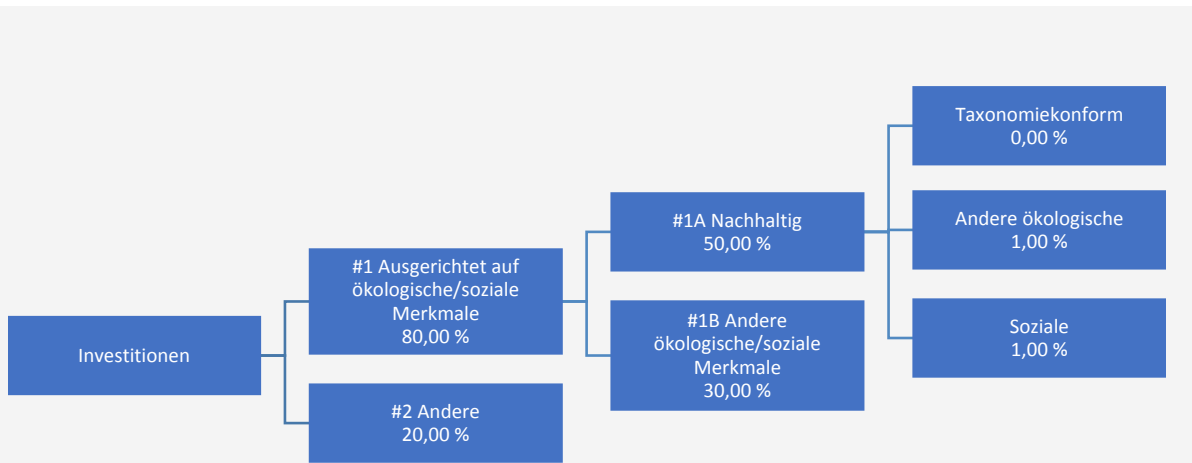 Investitionen
#1 Ausgerichtet auf
ökologische/soziale
Merkmale
80,00 %
#2 Andere
20,00 %
#1A Nachhaltig
50,00 %
#1B Andere
ökologische/soziale
Merkmale
30,00 %
Taxonomiekonform
0,00 %
Andere ökologische
1,00 %
Soziale
1,00 %